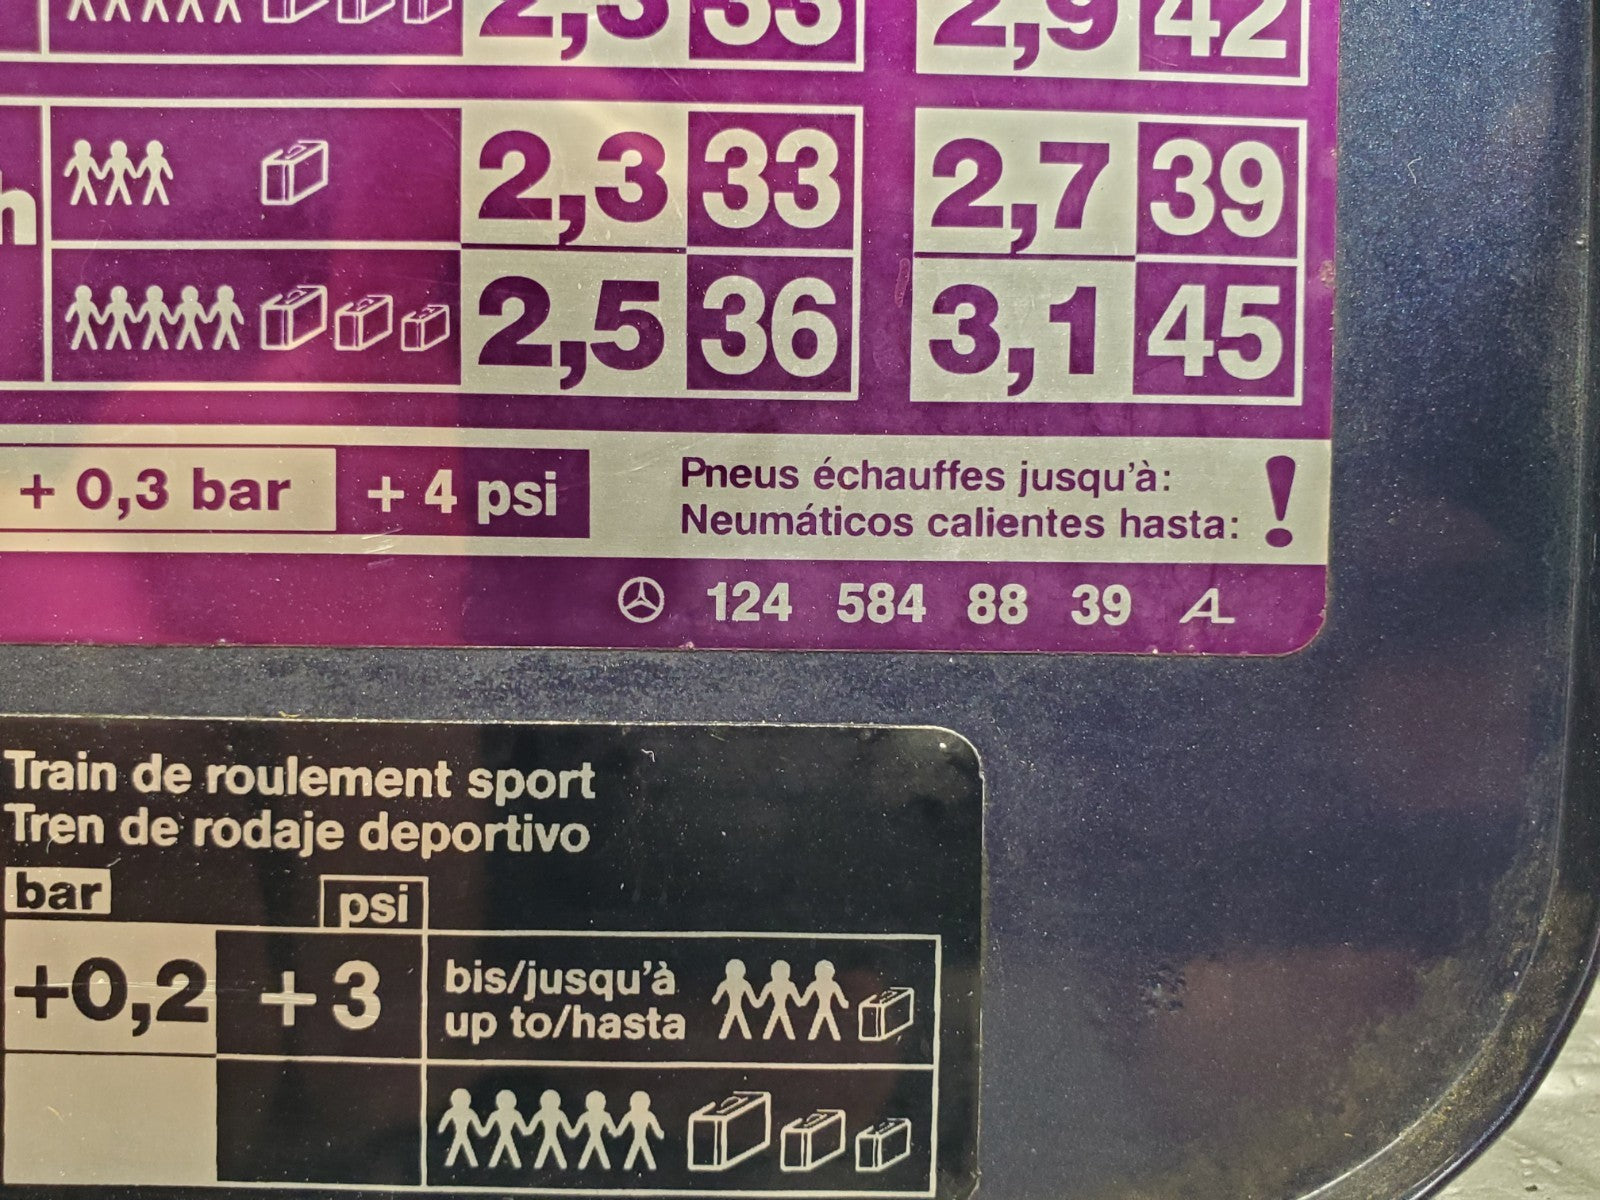 2,3 33 2,9 42
2,3 33 2,7 39
h
2,5 36 3,1 45
+ 0,3 bar + 4 psi
Pneus échauffes jusqu'à:
Neumáticos calientes hasta: !
124 584 88 39 A
Train de roulement sport
Tren de rodaje deportivo
bar psi
+0,2 +3
bis/jusqu'à
up to/hasta